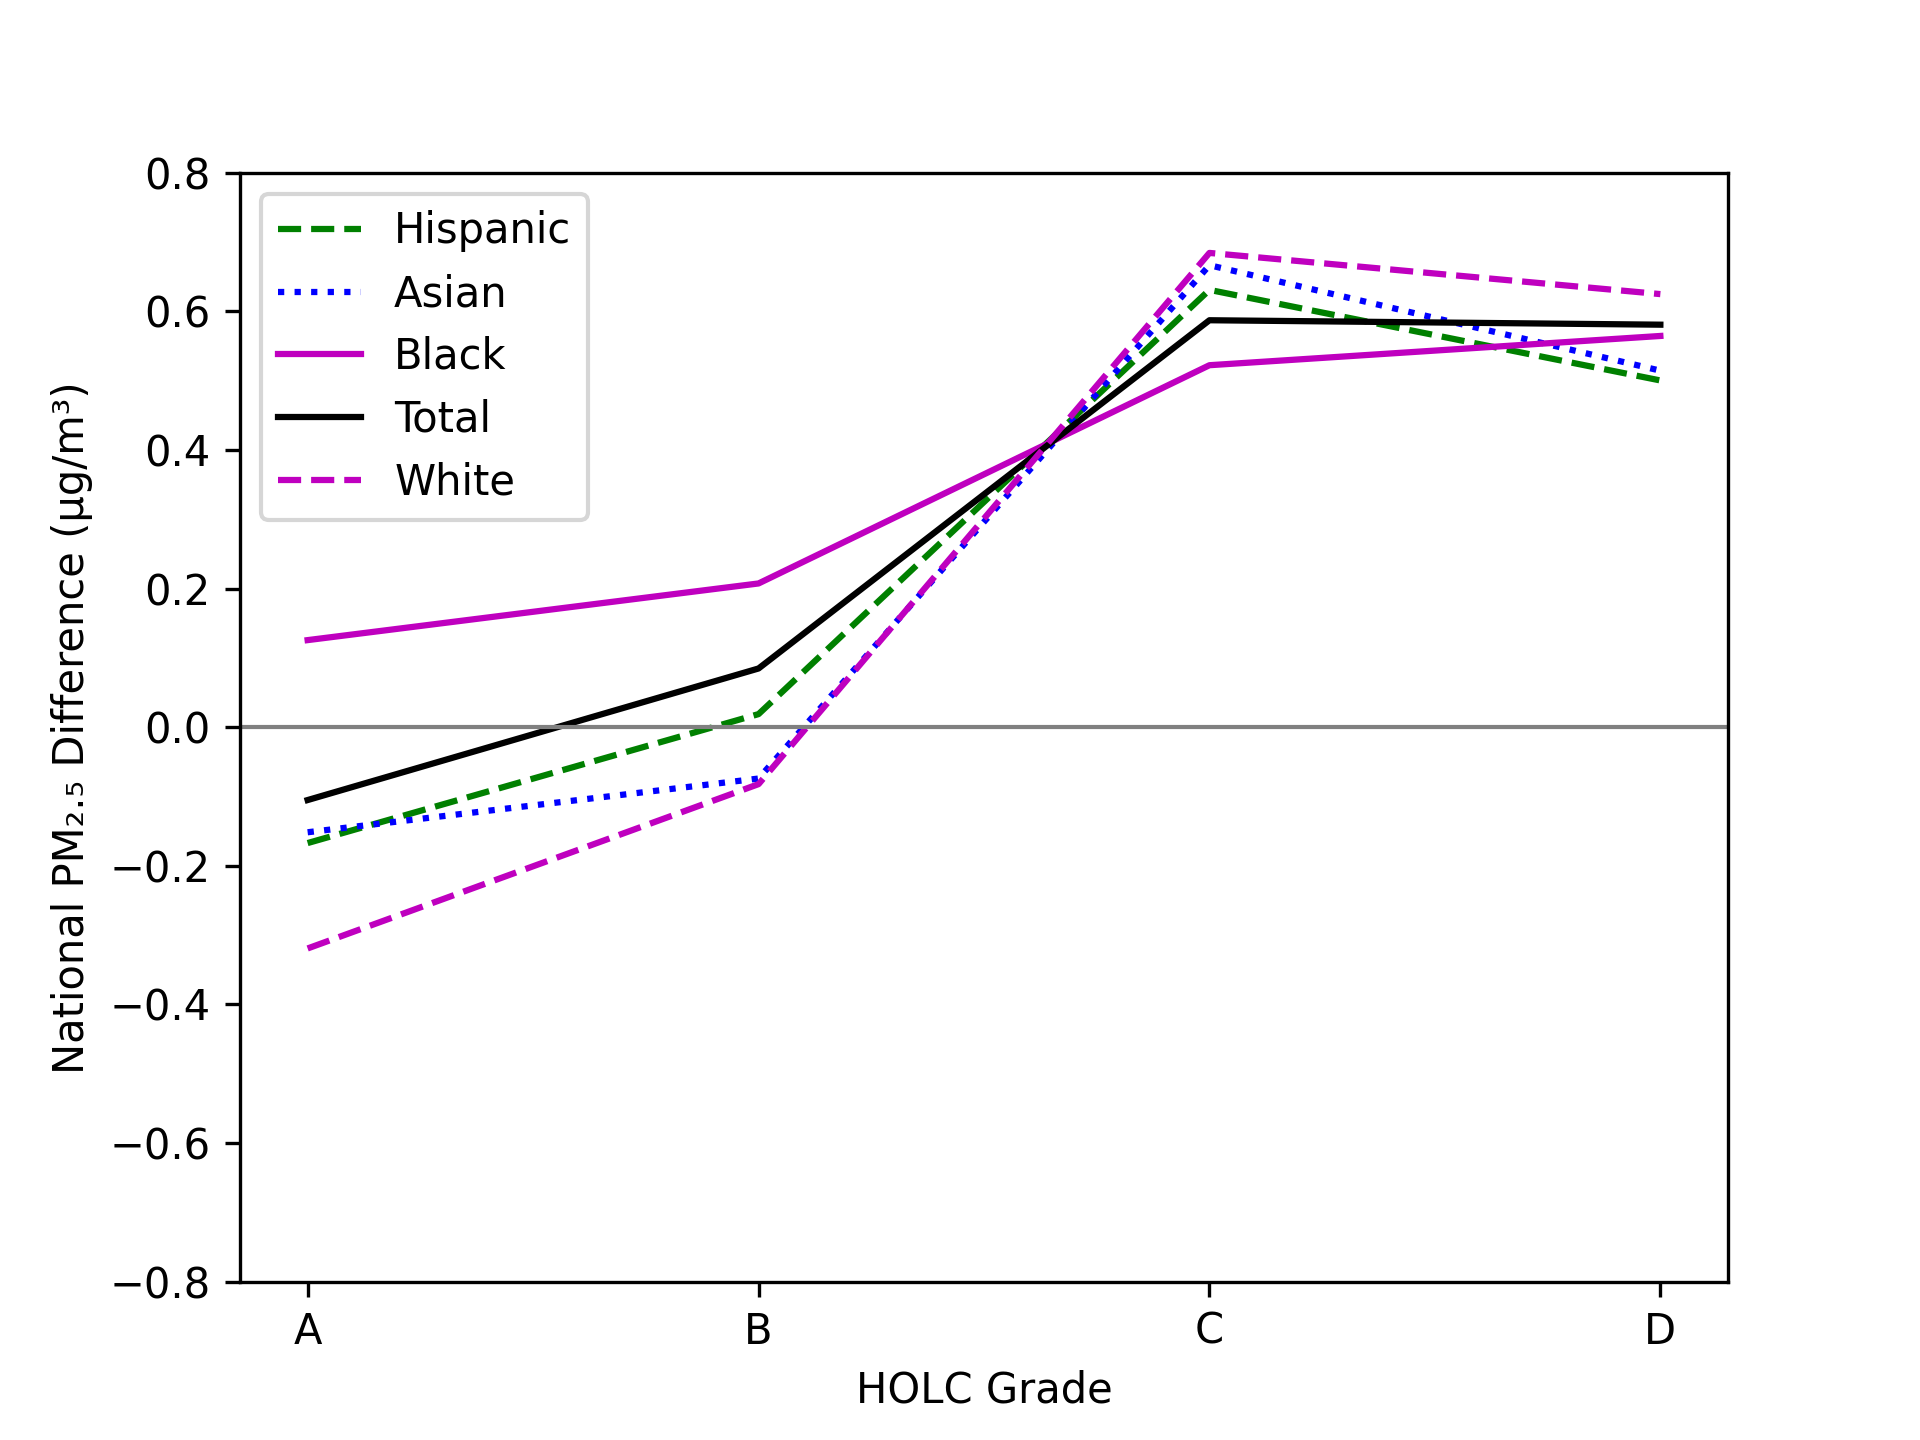 0.8
0.6
0.4
0.2
0.0
−0.2
−0.4
−0.6
−0.8
National PM₂.₅ Difference (µg/m³)
Hispanic
Asian
Black
Total
White
A B C D
HOLC Grade